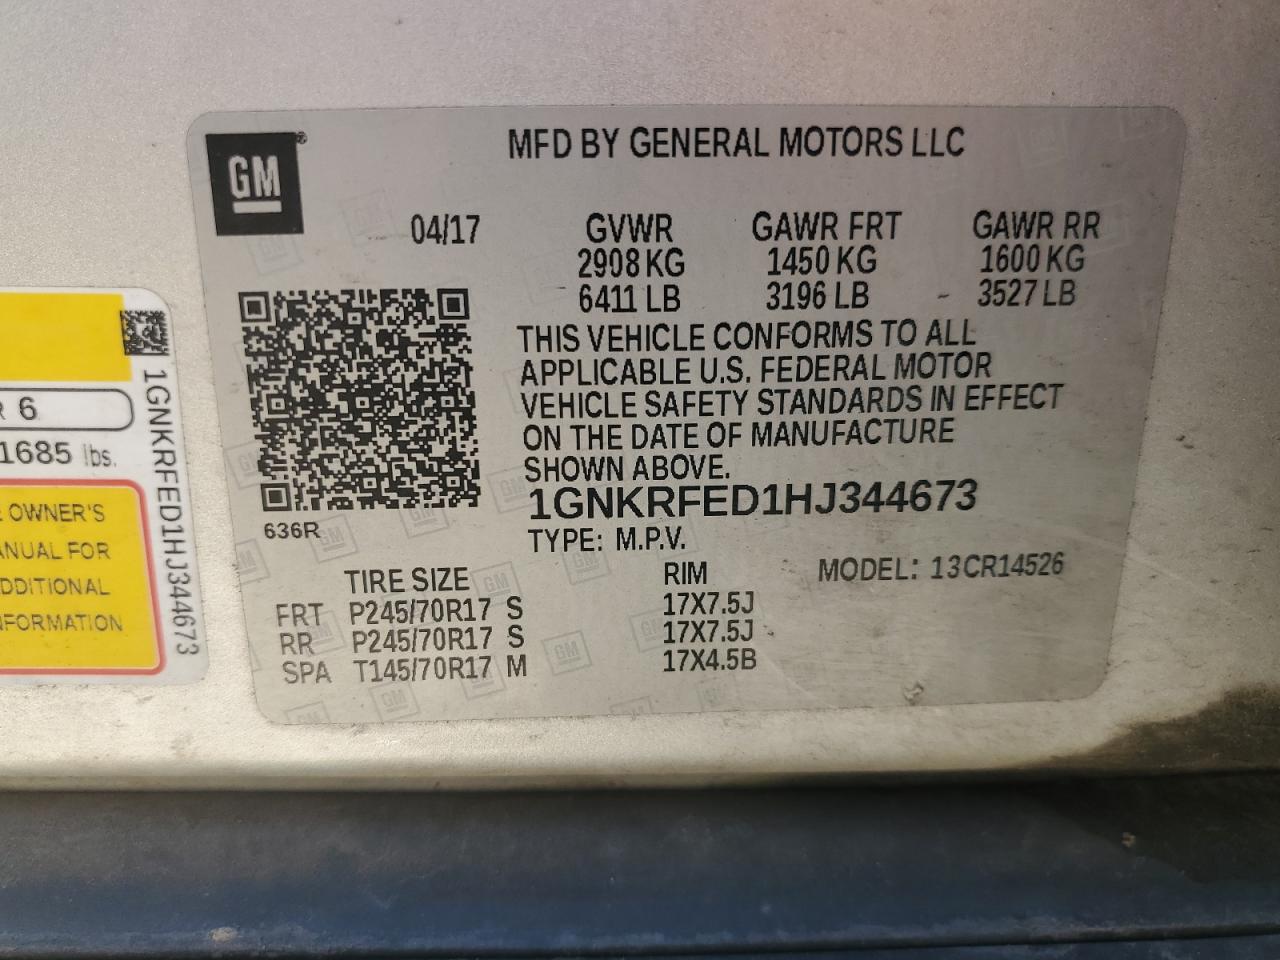 GM®
MFD BY GENERAL MOTORS LLC
04/17
GVWR GAWR FRT GAWR RR
2908 KG 1450 KG 1600 KG
6411 LB 3196 LB - 3527 LB
THIS VEHICLE CONFORMS TO ALL
APPLICABLE U.S. FEDERAL MOTOR
VEHICLE SAFETY STANDARDS IN EFFECT
ON THE DATE OF MANUFACTURE
SHOWN ABOVE.
1GNKRFED1HJ344673
636R
TYPE: M.P.V.
TIRE SIZE RIM MODEL: 13CR14526
FRT P245/70R17 S 17X7.5J
RR P245/70R17 S 17X7.5J
SPA T145/70R17 M 17X4.5B
R 6
1685 lbs.
OWNER'S
ANUAL FOR
DDITIONAL
NFORMATION
1GNKRFED1HJ344673